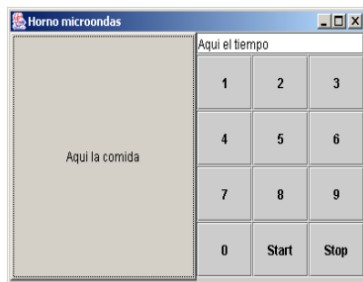 Horno microondas
Aqui el tiempo
Aqui la comida
1 2 3
4 5 6
7 8 9
0 Start Stop